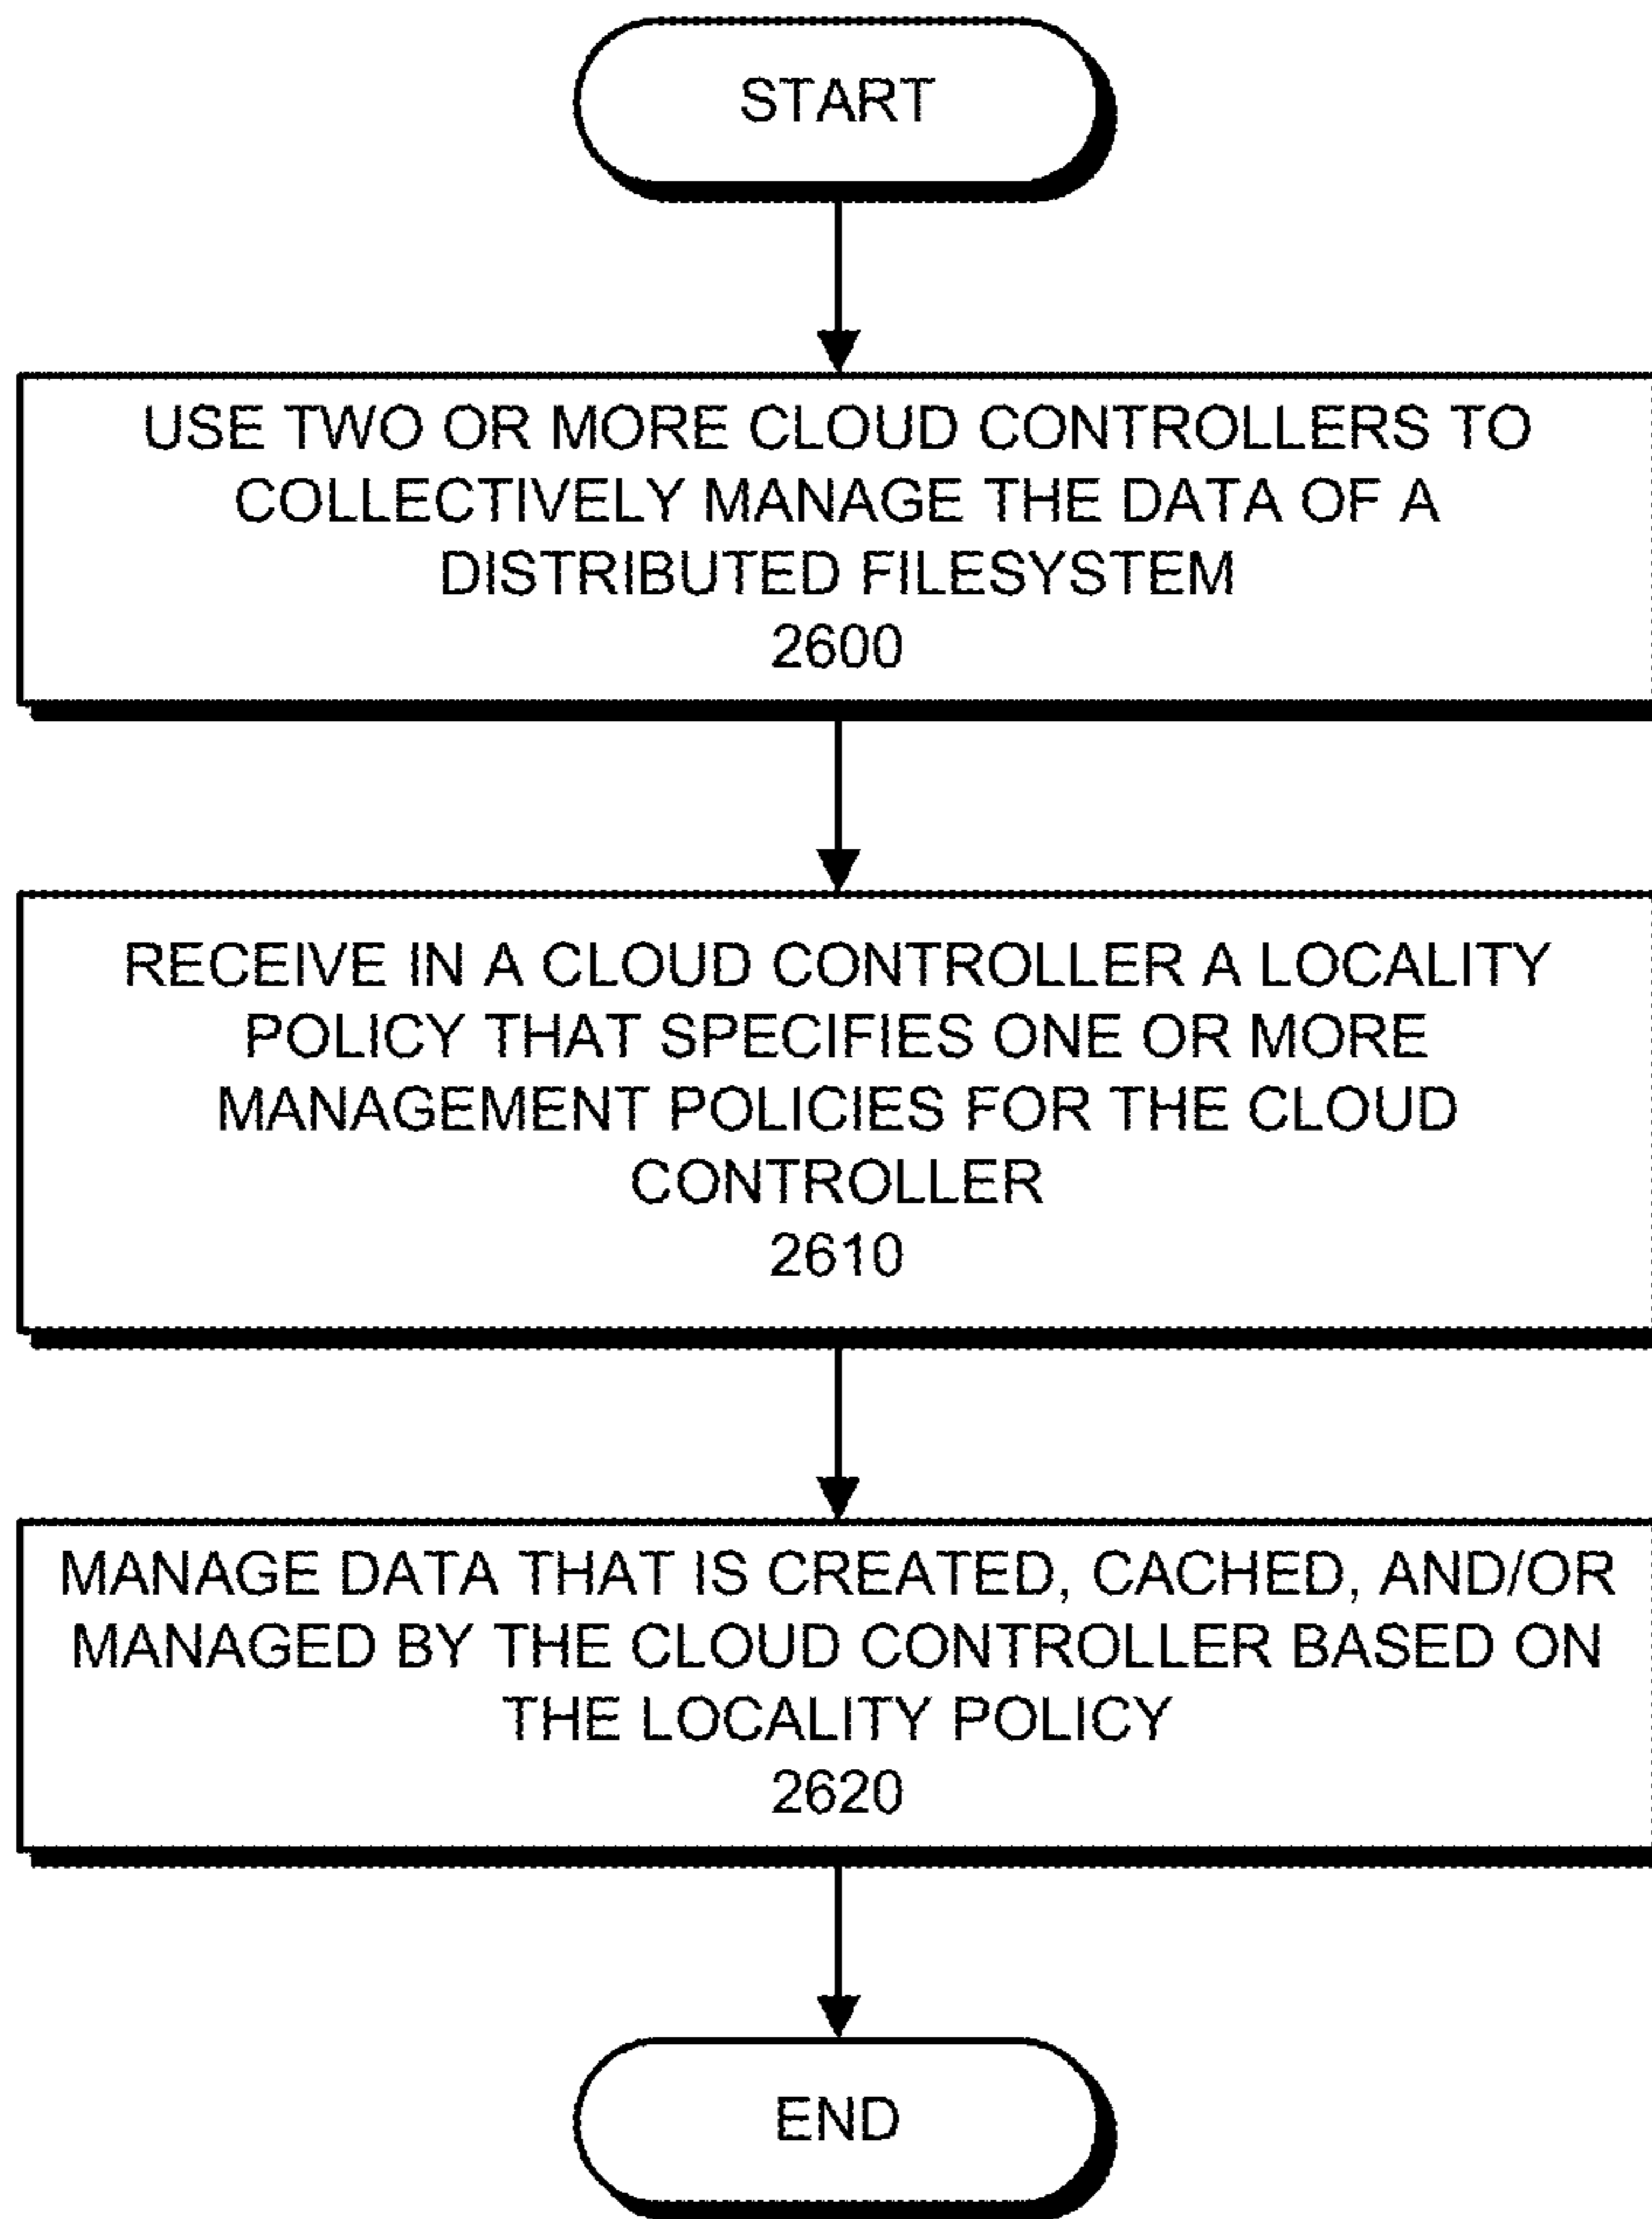 START
USE TWO OR MORE CLOUD CONTROLLERS TO
COLLECTIVELY MANAGE THE DATA OF A
DISTRIBUTED FILESYSTEM
2600
RECEIVE IN A CLOUD CONTROLLER A LOCALITY
POLICY THAT SPECIFIES ONE OR MORE
MANAGEMENT POLICIES FOR THE CLOUD
CONTROLLER
2610
MANAGE DATA THAT IS CREATED, CACHED, AND/OR
MANAGED BY THE CLOUD CONTROLLER BASED ON
THE LOCALITY POLICY
2620
END